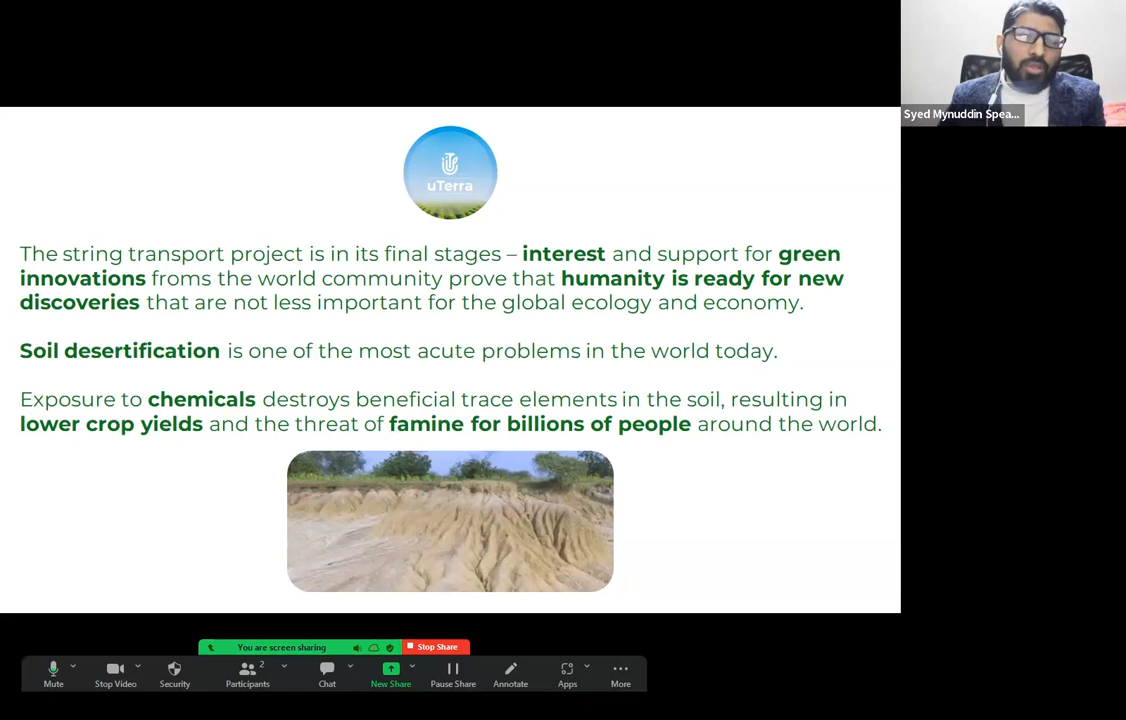 Syed Mynuddin Spea...
uTerra
The string transport project is in its final stages – interest and support for green
innovations froms the world community prove that humanity is ready for new
discoveries that are not less important for the global ecology and economy.
Soil desertification is one of the most acute problems in the world today.
Exposure to chemicals destroys beneficial trace elements in the soil, resulting in
lower crop yields and the threat of famine for billions of people around the world.
You are screen sharing Stop Share
2
Mute Stop Video Security Participants Chat New Share Pause Share Annotate Apps More